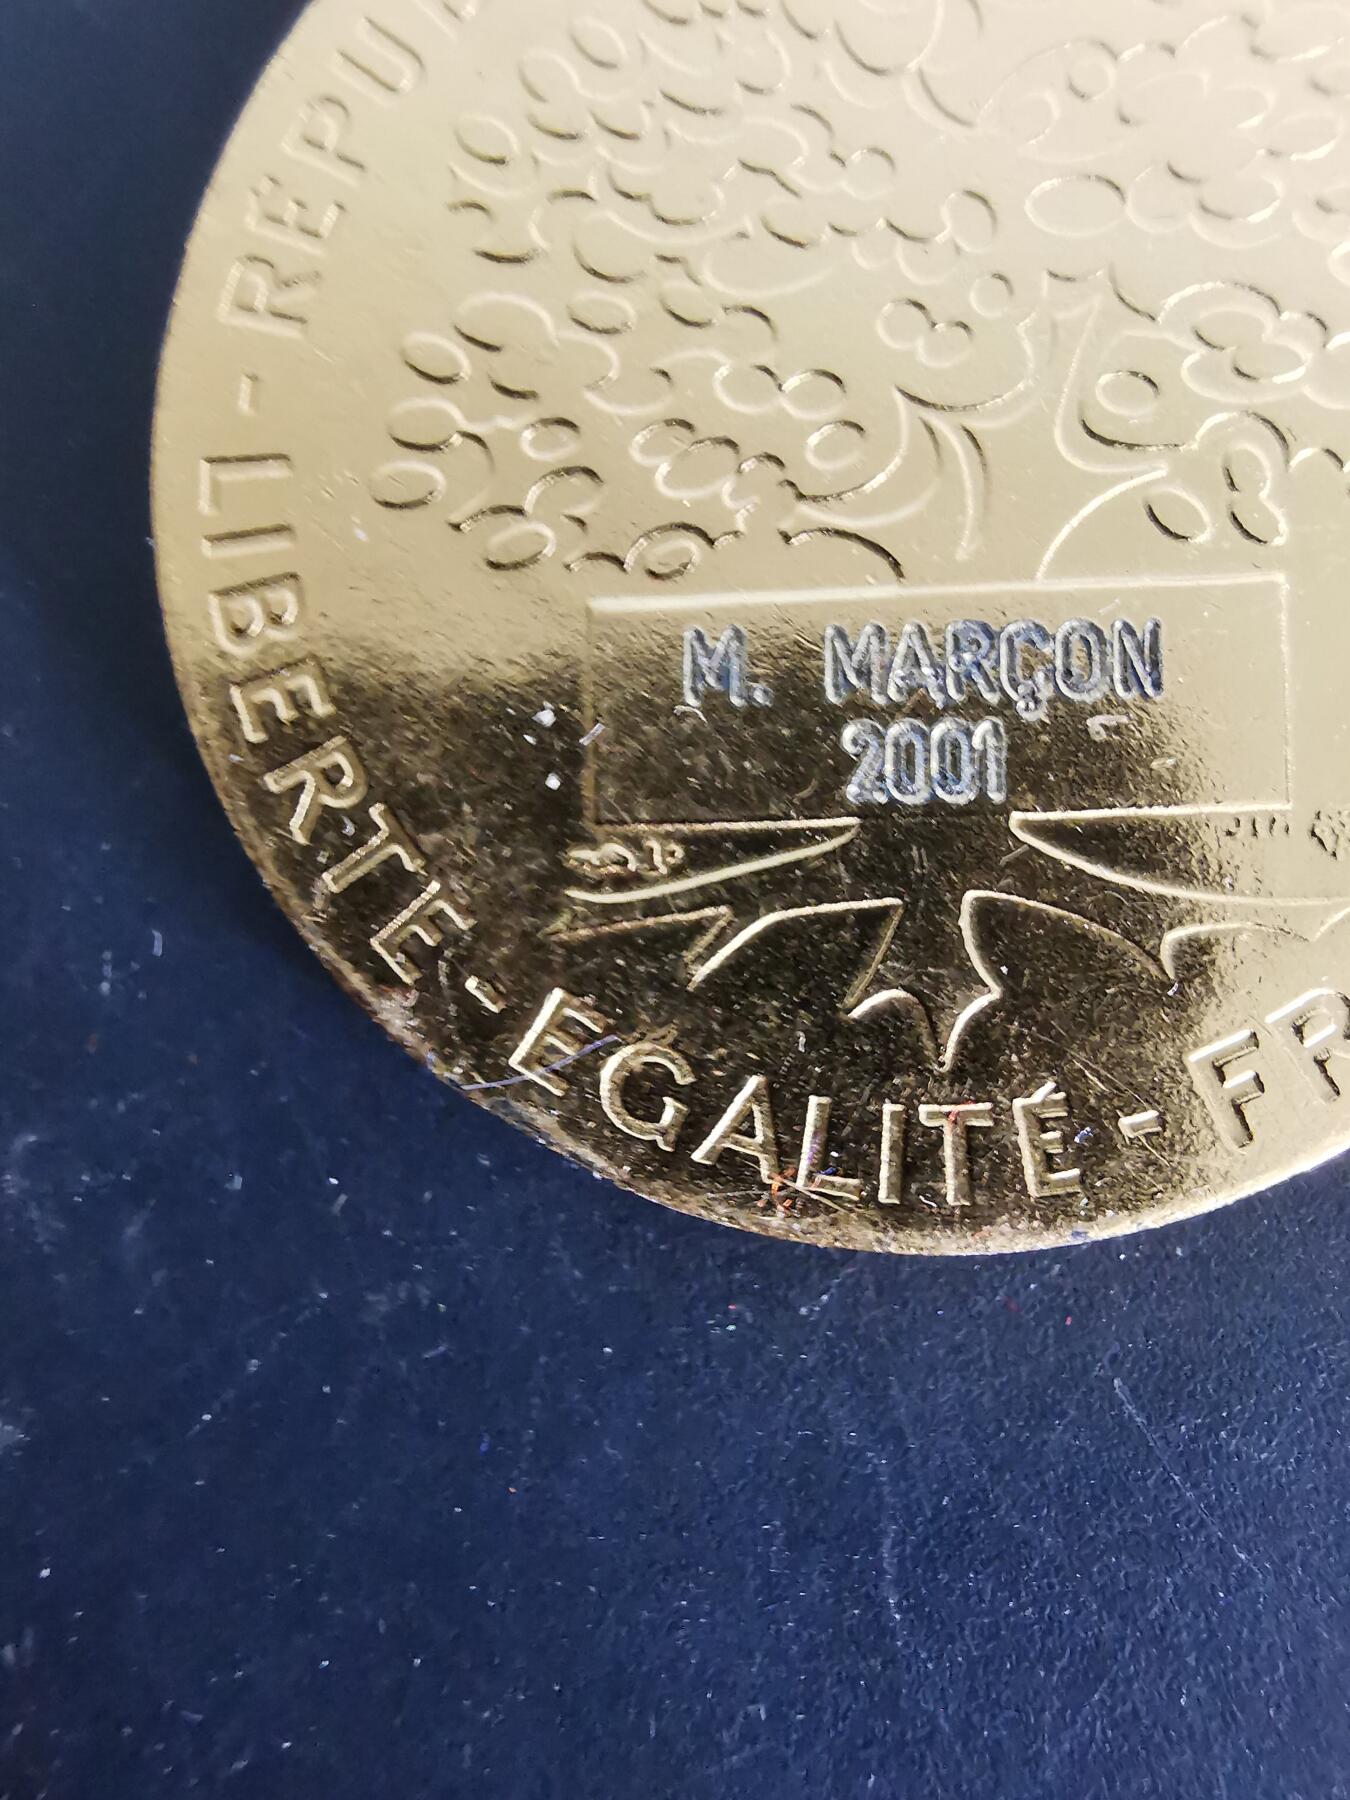 M. MARÇON
2001
RÉPU
- LIBERTÉ - EGALITÉ - FR